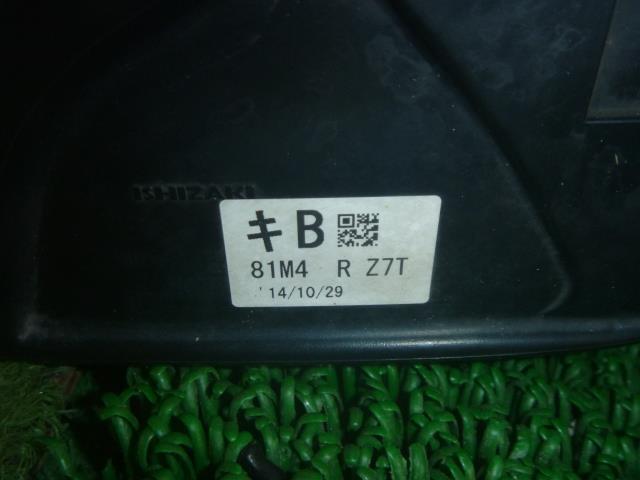 ISHIZAKI
キB
81M4 R Z7T
'14/10/29